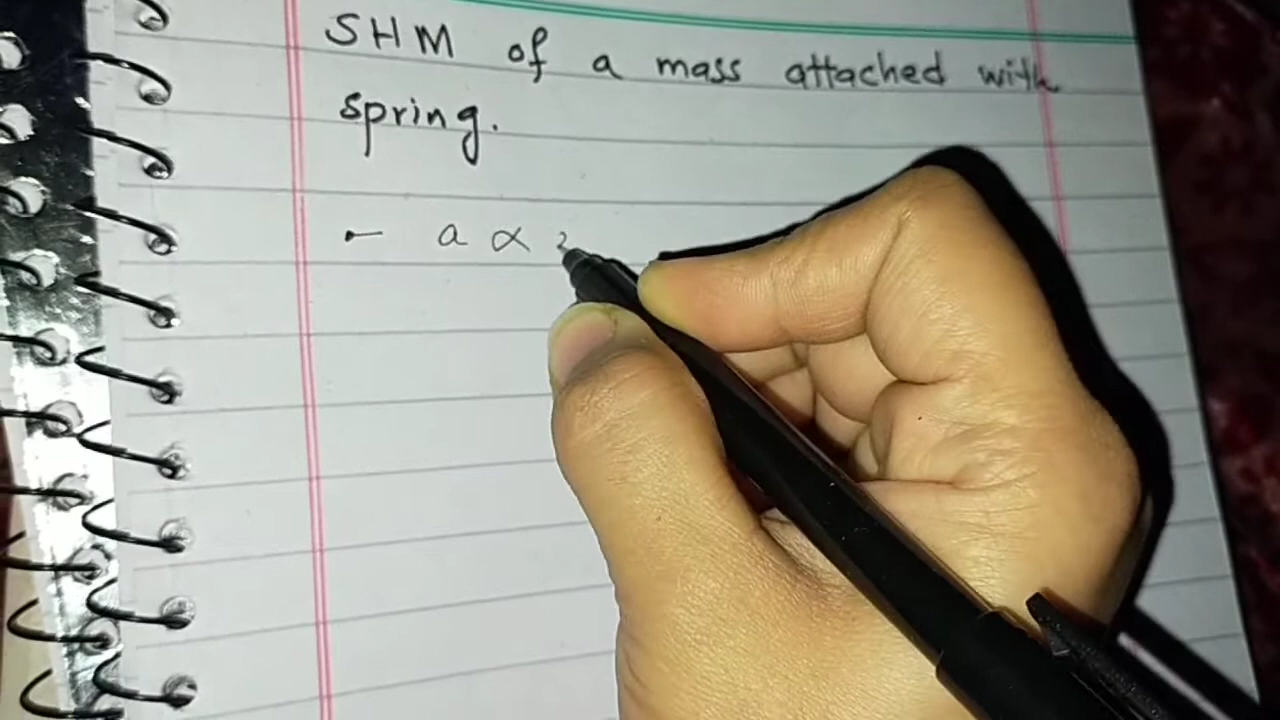 SHM of a mass attached with
spring.
- a ∝